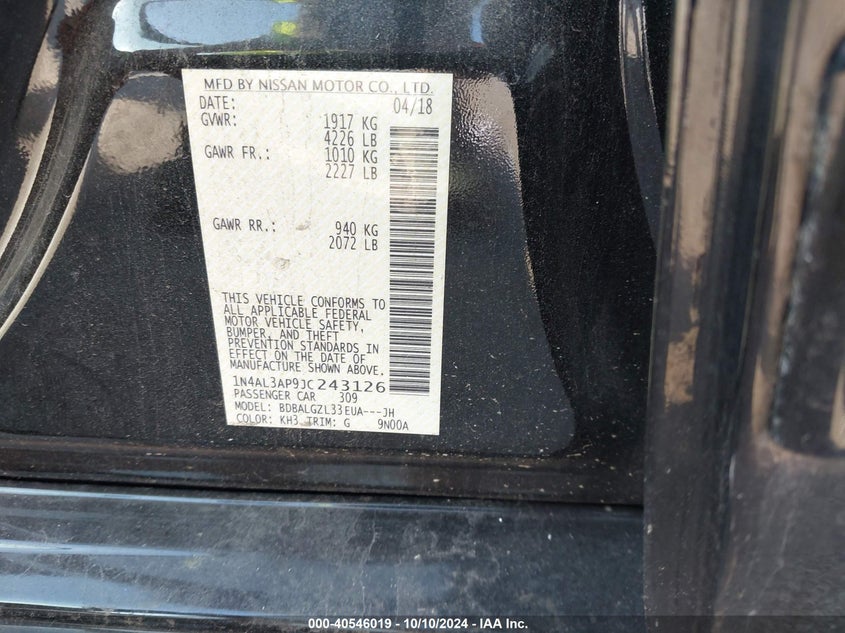 MFD BY NISSAN MOTOR CO., LTD.
DATE: 04/18
GVWR: 1917 KG
4226 LB
GAWR FR.: 1010 KG
2227 LB
GAWR RR.: 940 KG
2072 LB
THIS VEHICLE CONFORMS TO
ALL APPLICABLE FEDERAL
MOTOR VEHICLE SAFETY,
BUMPER, AND THEFT
PREVENTION STANDARDS IN
EFFECT ON THE DATE OF
MANUFACTURE SHOWN ABOVE.
1N4AL3AP9JC243126
PASSENGER CAR 309
MODEL: BDBALGZL33EUA---JH
COLOR: KH3 TRIM: G 9N00A
000-40546019 - 10/10/2024 - IAA Inc.